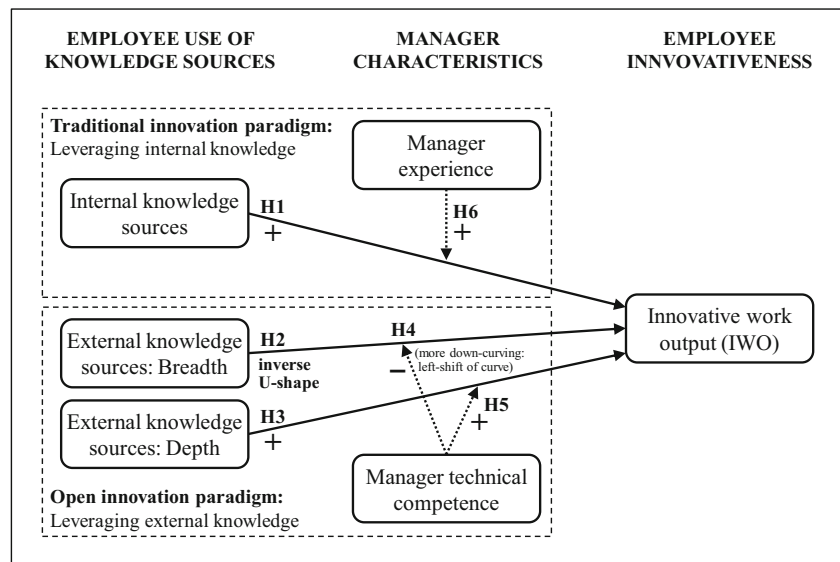 EMPLOYEE USE OF
KNOWLEDGE SOURCES
MANAGER
CHARACTERISTICS
EMPLOYEE
INNVOVATIVENESS
Traditional innovation paradigm:
Leveraging internal knowledge
Manager
experience
Internal knowledge
sources
H1
+
H6
+
Innovative work
output (IWO)
External knowledge
sources: Breadth
H2
inverse
U-shape
H4
(more down-curving:
left-shift of curve)
–
External knowledge
sources: Depth
H3
+
H5
+
Manager technical
competence
Open innovation paradigm:
Leveraging external knowledge